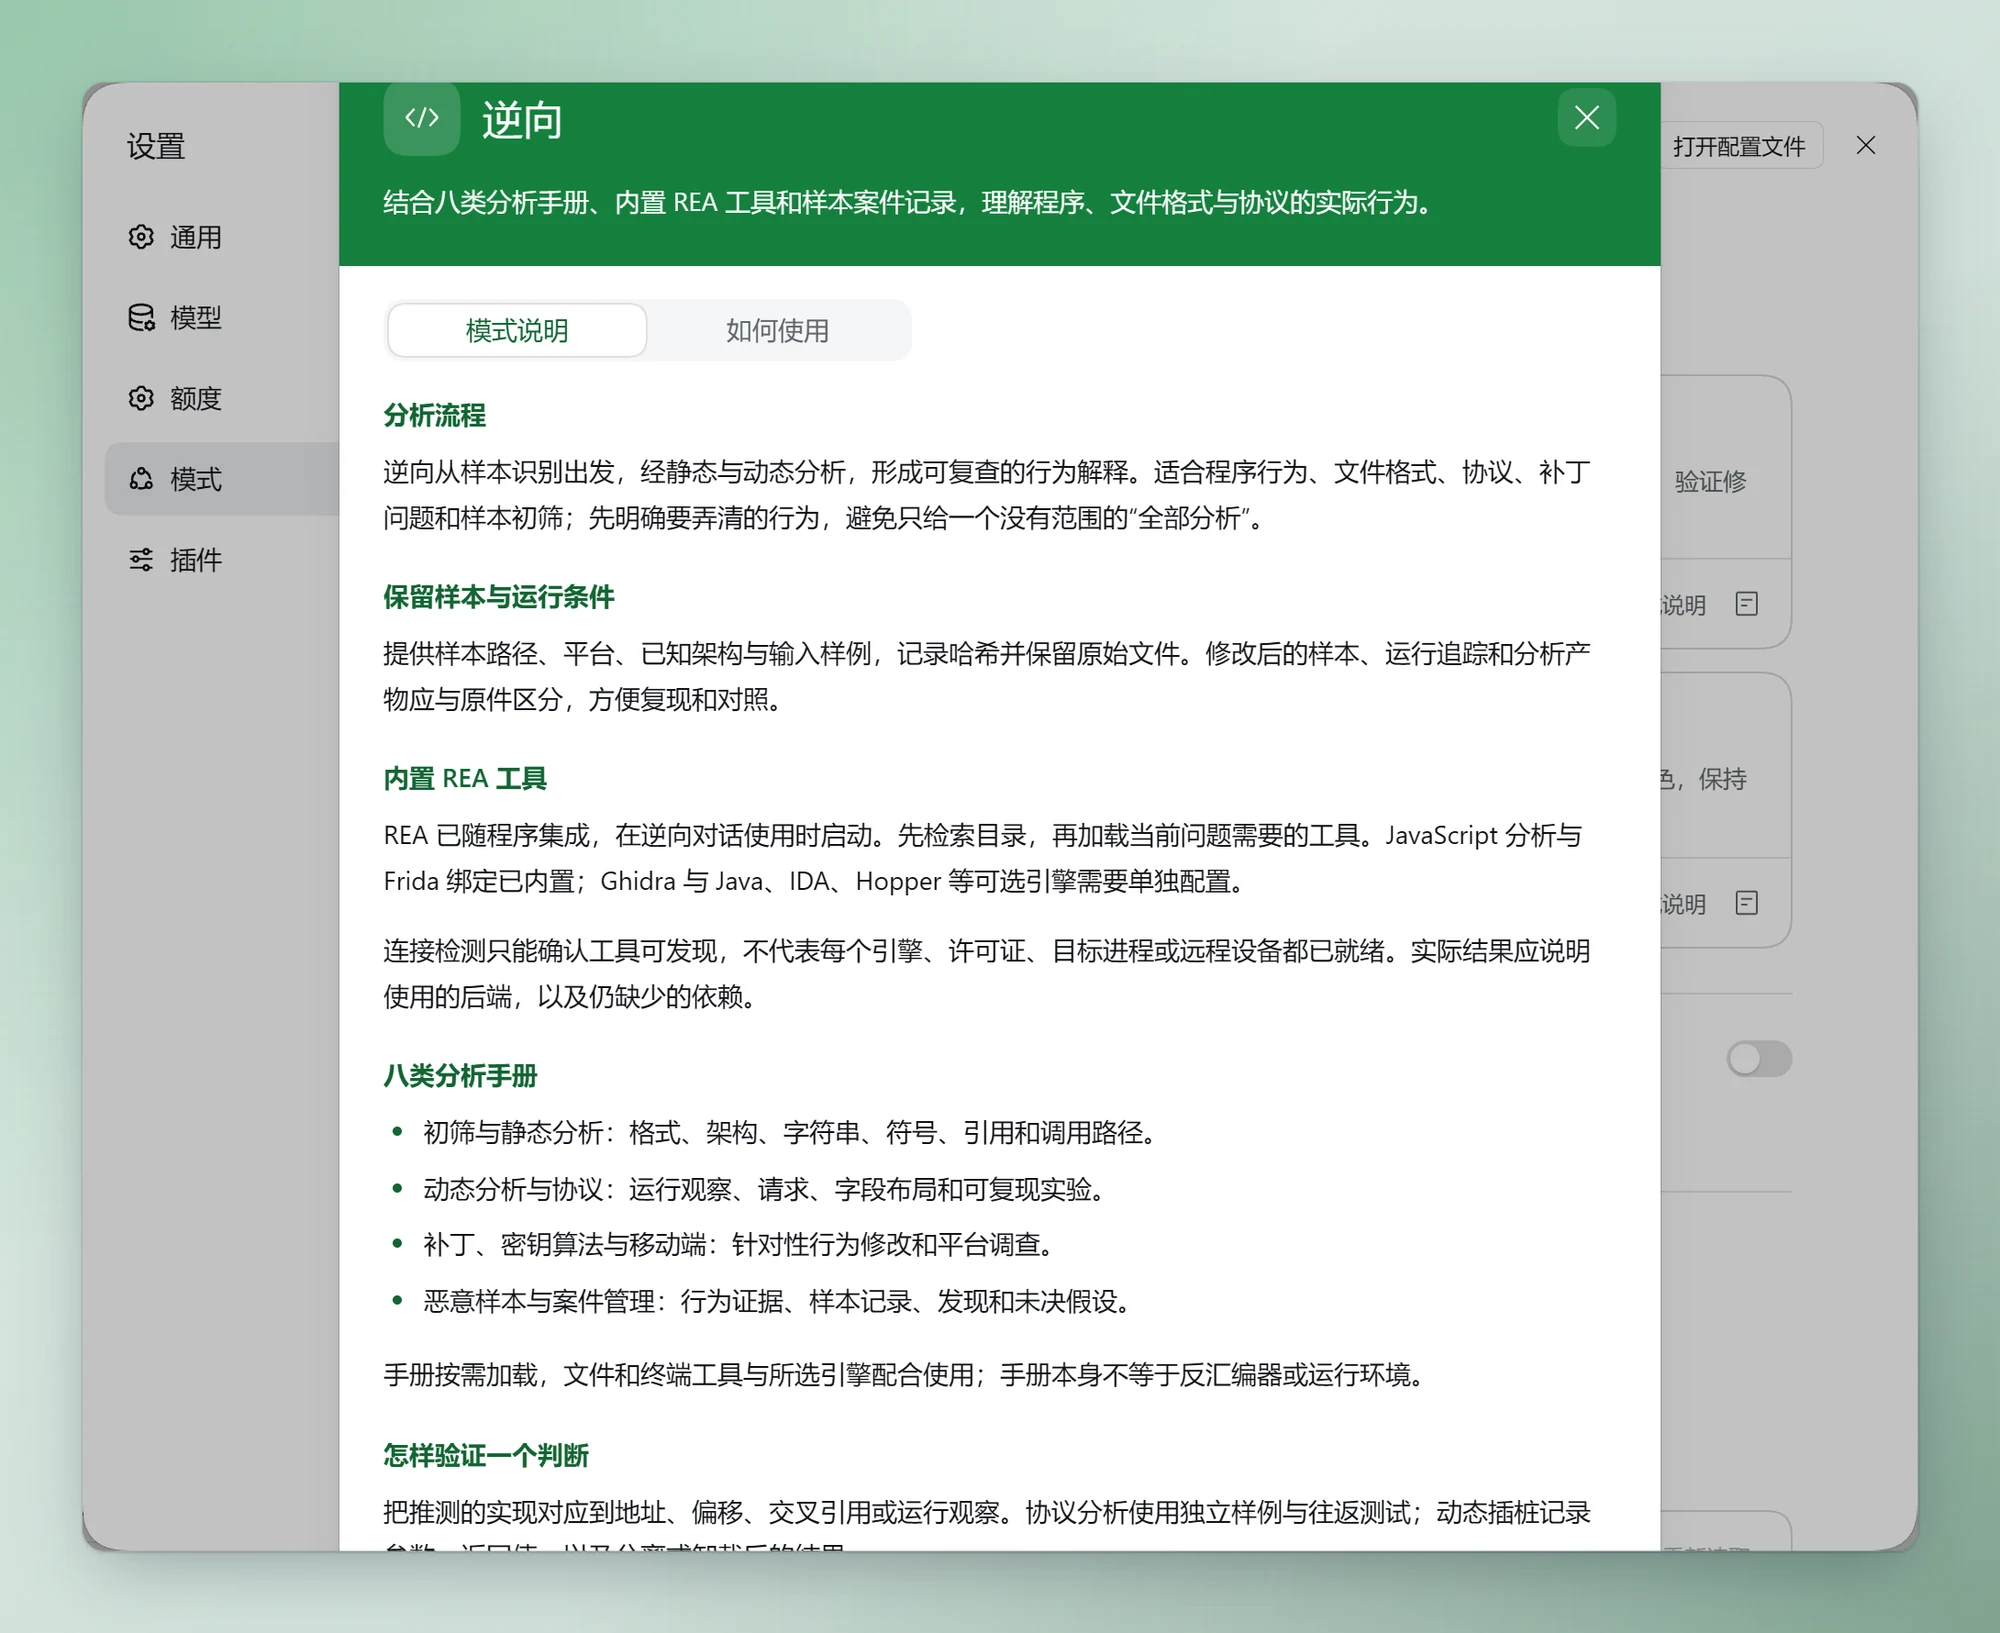 设置
通用
模型
额度
模式
插件
</>
逆向
结合八类分析手册、内置 REA 工具和样本案件记录，理解程序、文件格式与协议的实际行为。
模式说明
如何使用
分析流程
逆向从样本识别出发，经静态与动态分析，形成可复查的行为解释。适合程序行为、文件格式、协议、补丁
问题和样本初筛；先明确要弄清的行为，避免只给一个没有范围的“全部分析”。
保留样本与运行条件
提供样本路径、平台、已知架构与输入样例，记录哈希并保留原始文件。修改后的样本、运行追踪和分析产
物应与原件区分，方便复现和对照。
内置 REA 工具
REA 已随程序集成，在逆向对话使用时启动。先检索目录，再加载当前问题需要的工具。JavaScript 分析与
Frida 绑定已内置；Ghidra 与 Java、IDA、Hopper 等可选引擎需要单独配置。
连接检测只能确认工具可发现，不代表每个引擎、许可证、目标进程或远程设备都已就绪。实际结果应说明
使用的后端，以及仍缺少的依赖。
八类分析手册
• 初筛与静态分析：格式、架构、字符串、符号、引用和调用路径。
• 动态分析与协议：运行观察、请求、字段布局和可复现实验。
• 补丁、密钥算法与移动端：针对性行为修改和平台调查。
• 恶意样本与案件管理：行为证据、样本记录、发现和未决假设。
手册按需加载，文件和终端工具与所选引擎配合使用；手册本身不等于反汇编器或运行环境。
怎样验证一个判断
把推测的实现对应到地址、偏移、交叉引用或运行观察。协议分析使用独立样例与往返测试；动态插桩记录
打开配置文件
验证修
说明
色，保持
说明